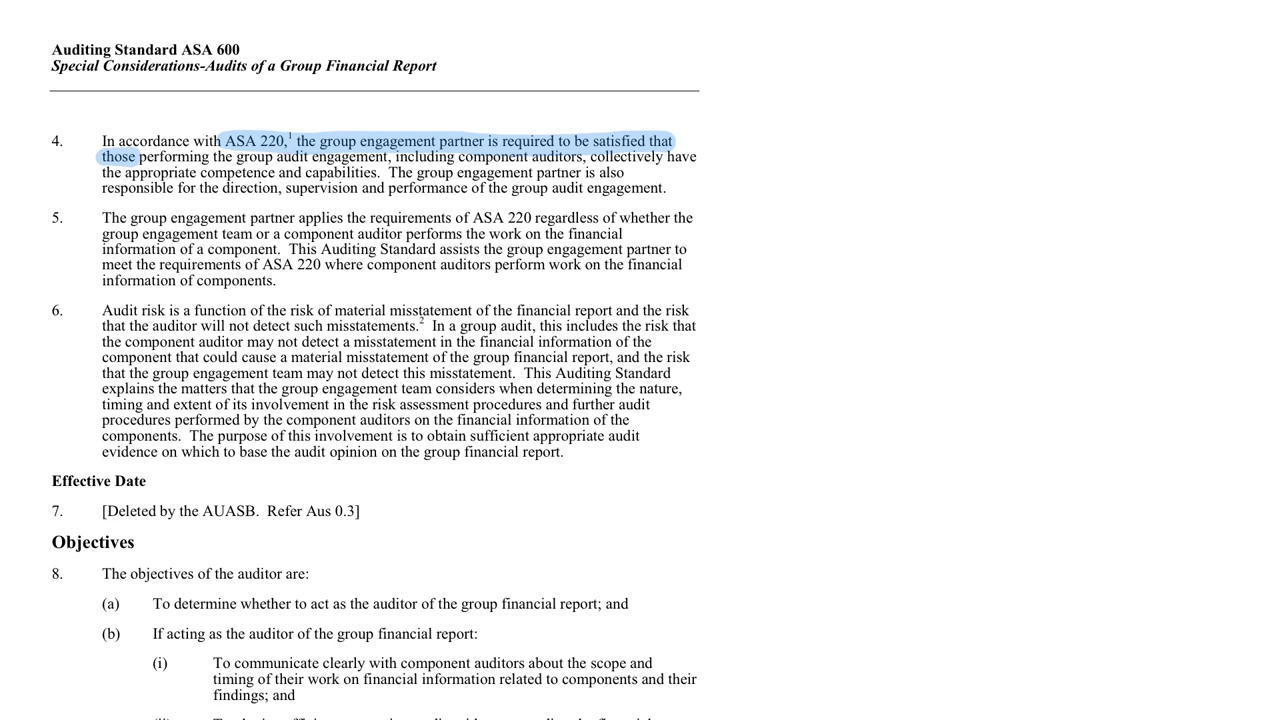 Auditing Standard ASA 600
Special Considerations-Audits of a Group Financial Report
4. In accordance with ASA 220,1 the group engagement partner is required to be satisfied that
those performing the group audit engagement, including component auditors, collectively have
the appropriate competence and capabilities. The group engagement partner is also
responsible for the direction, supervision and performance of the group audit engagement.
5. The group engagement partner applies the requirements of ASA 220 regardless of whether the
group engagement team or a component auditor performs the work on the financial
information of a component. This Auditing Standard assists the group engagement partner to
meet the requirements of ASA 220 where component auditors perform work on the financial
information of components.
6. Audit risk is a function of the risk of material misstatement of the financial report and the risk
that the auditor will not detect such misstatements.2 In a group audit, this includes the risk that
the component auditor may not detect a misstatement in the financial information of the
component that could cause a material misstatement of the group financial report, and the risk
that the group engagement team may not detect this misstatement. This Auditing Standard
explains the matters that the group engagement team considers when determining the nature,
timing and extent of its involvement in the risk assessment procedures and further audit
procedures performed by the component auditors on the financial information of the
components. The purpose of this involvement is to obtain sufficient appropriate audit
evidence on which to base the audit opinion on the group financial report.
Effective Date
7. [Deleted by the AUASB. Refer Aus 0.3]
Objectives
8. The objectives of the auditor are:
(a) To determine whether to act as the auditor of the group financial report; and
(b) If acting as the auditor of the group financial report:
(i) To communicate clearly with component auditors about the scope and
timing of their work on financial information related to components and their
findings; and